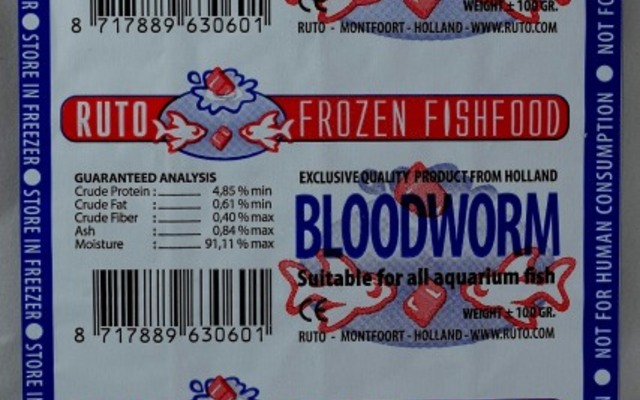 WEIGHT ± 100 GR.
8 717889 630601
RUTO - MONTFOORT - HOLLAND - WWW.RUTO.COM
RUTO FROZEN FISHFOOD
GUARANTEED ANALYSIS
Crude Protein : 4,85 % min
Crude Fat : 0,61 % min
Crude Fiber : 0,40 % max
Ash : 0,84 % max
Moisture : 91,11 % max
EXCLUSIVE QUALITY PRODUCT FROM HOLLAND
BLOODWORM
Suitable for all aquarium fish
CE
WEIGHT ± 100 GR.
8 717889 630601
RUTO - MONTFOORT - HOLLAND - WWW.RUTO.COM
STORE IN FREEZER ● STORE IN FREEZER ● STORE
NOT FOR HUMAN CONSUMPTION ● NOT